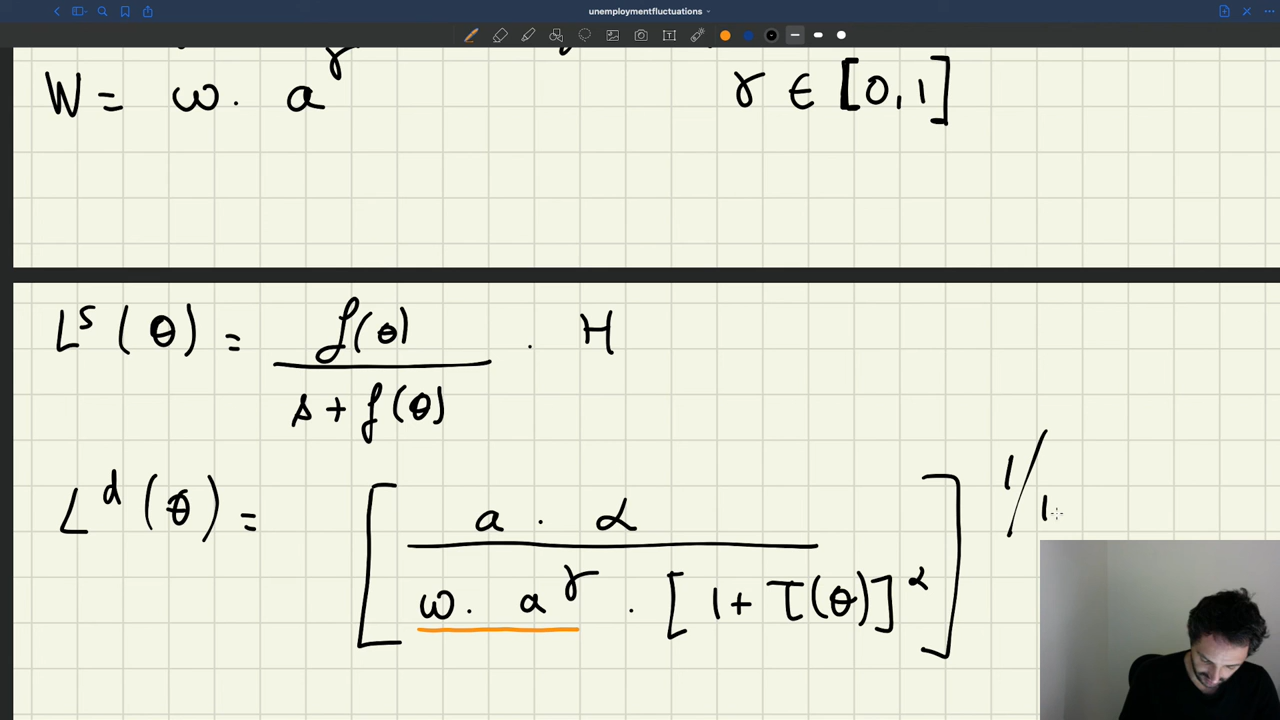 unemploymentfluctuations
W = ω · a^γ γ ∈ [0,1]
L^s (θ) = f(θ) / s + f(θ) · H
L^d (θ) = [ a · α / ω · a^γ · [1 + τ(θ)]^α ]^1/1